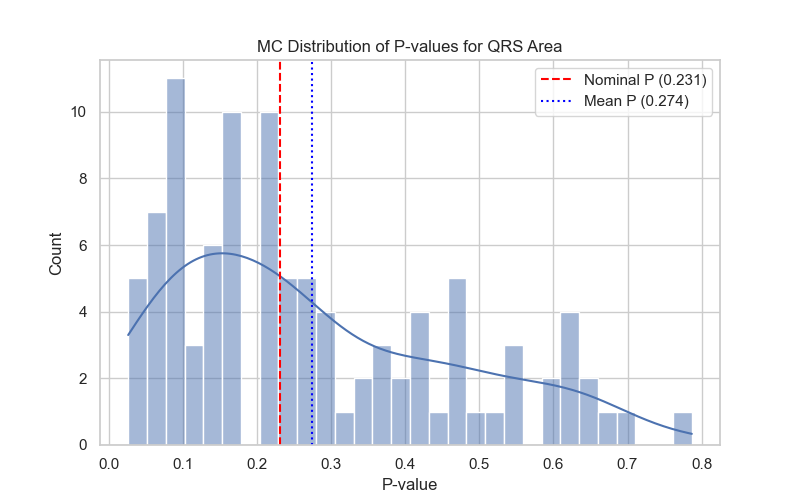 MC Distribution of P-values for QRS Area
Nominal P (0.231)
Mean P (0.274)
Count
10
8
6
4
2
0
0.0 0.1 0.2 0.3 0.4 0.5 0.6 0.7 0.8
P-value